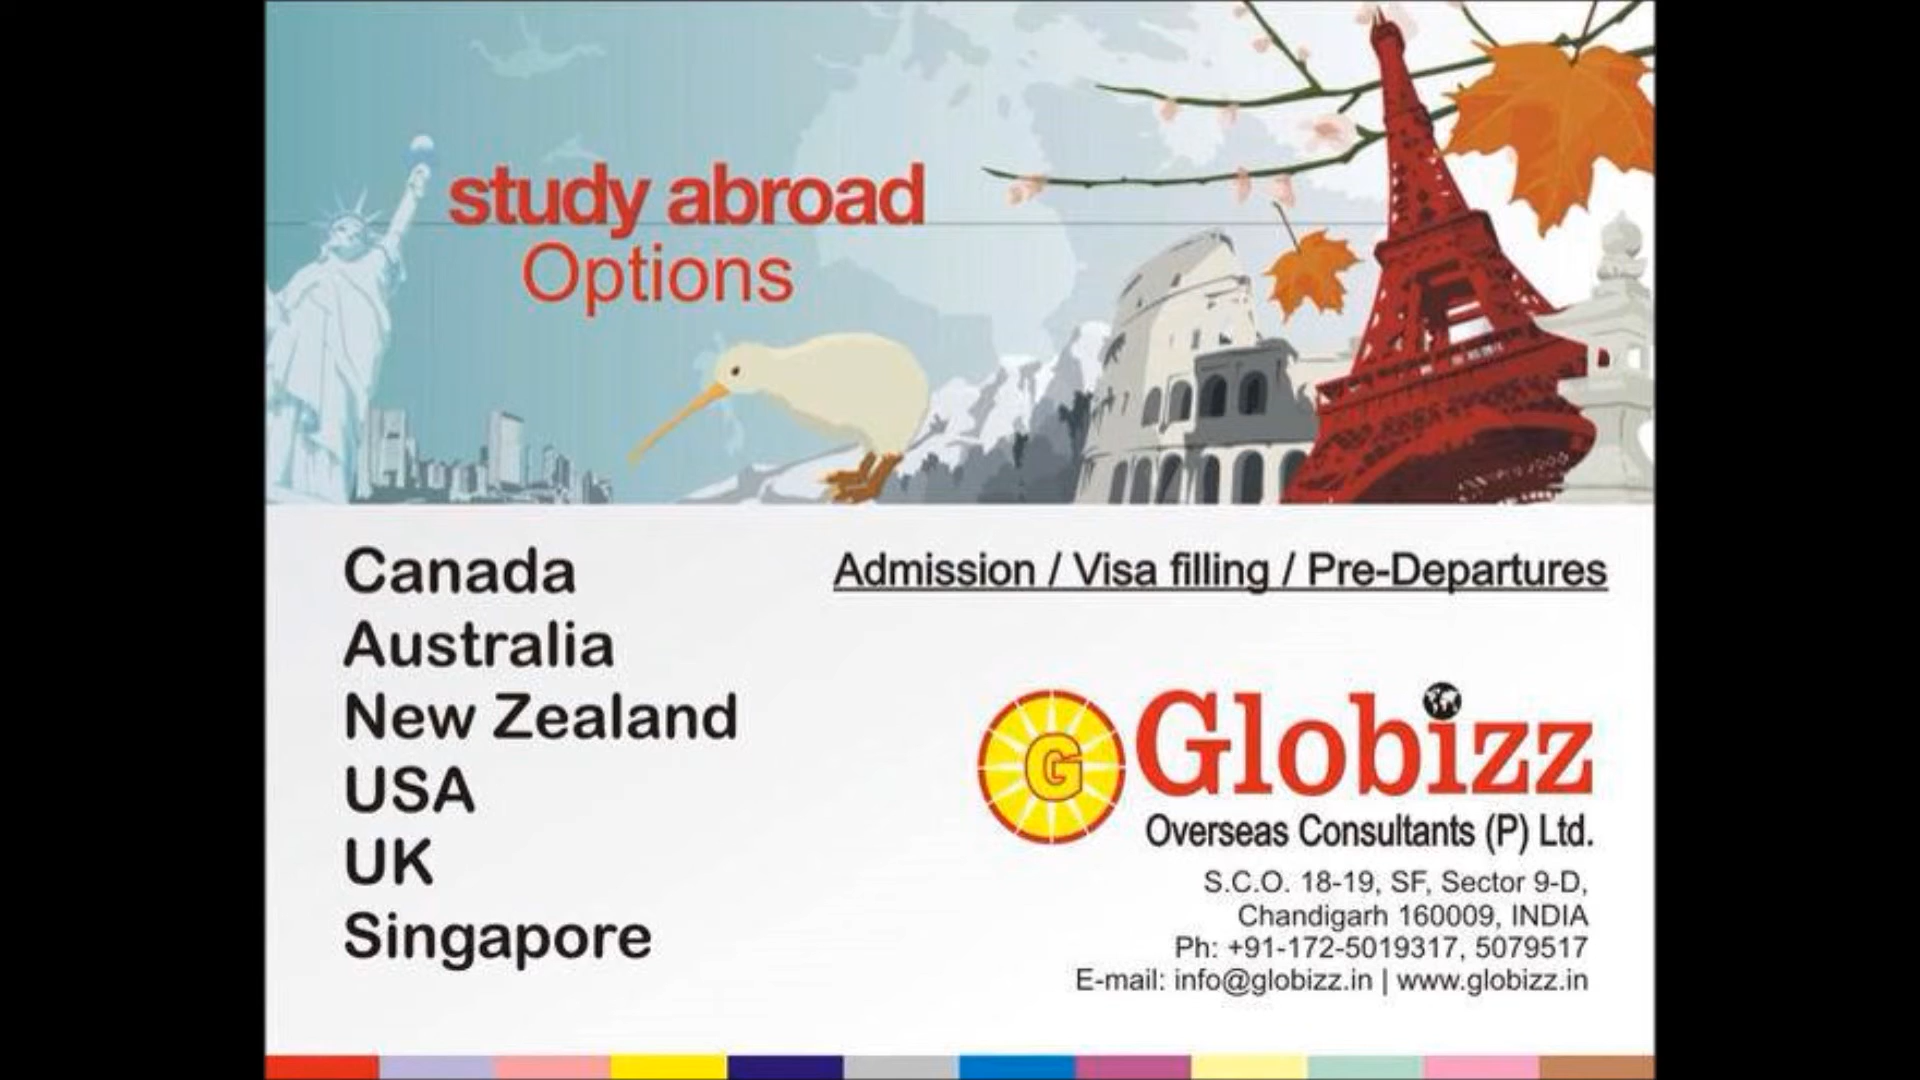 study abroad
Options
Canada
Australia
New Zealand
USA
UK
Singapore
Admission / Visa filling / Pre-Departures
G Globizz
Overseas Consultants (P) Ltd.
S.C.O. 18-19, SF, Sector 9-D,
Chandigarh 160009, INDIA
Ph: +91-172-5019317, 5079517
E-mail: info@globizz.in | www.globizz.in